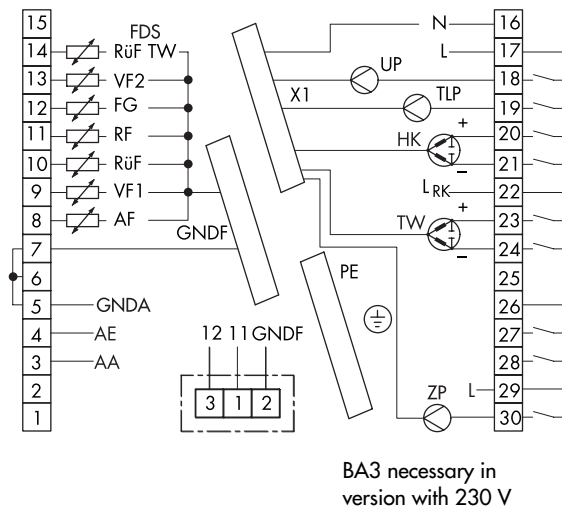 15
FDS
14 RüF TW
13 VF2
12 FG
11 RF
10 RüF
9 VF1
8 AF
GNDF
7
6
5 GNDA
4 AE
3 AA
2
1
X1
PE
12 11 GNDF
3 1 2
N 16
L 17
UP 18
TLP 19
HK + 20
– 21
L RK 22
TW + 23
– 24
25
26
27
28
L 29
ZP 30
BA3 necessary in
version with 230 V